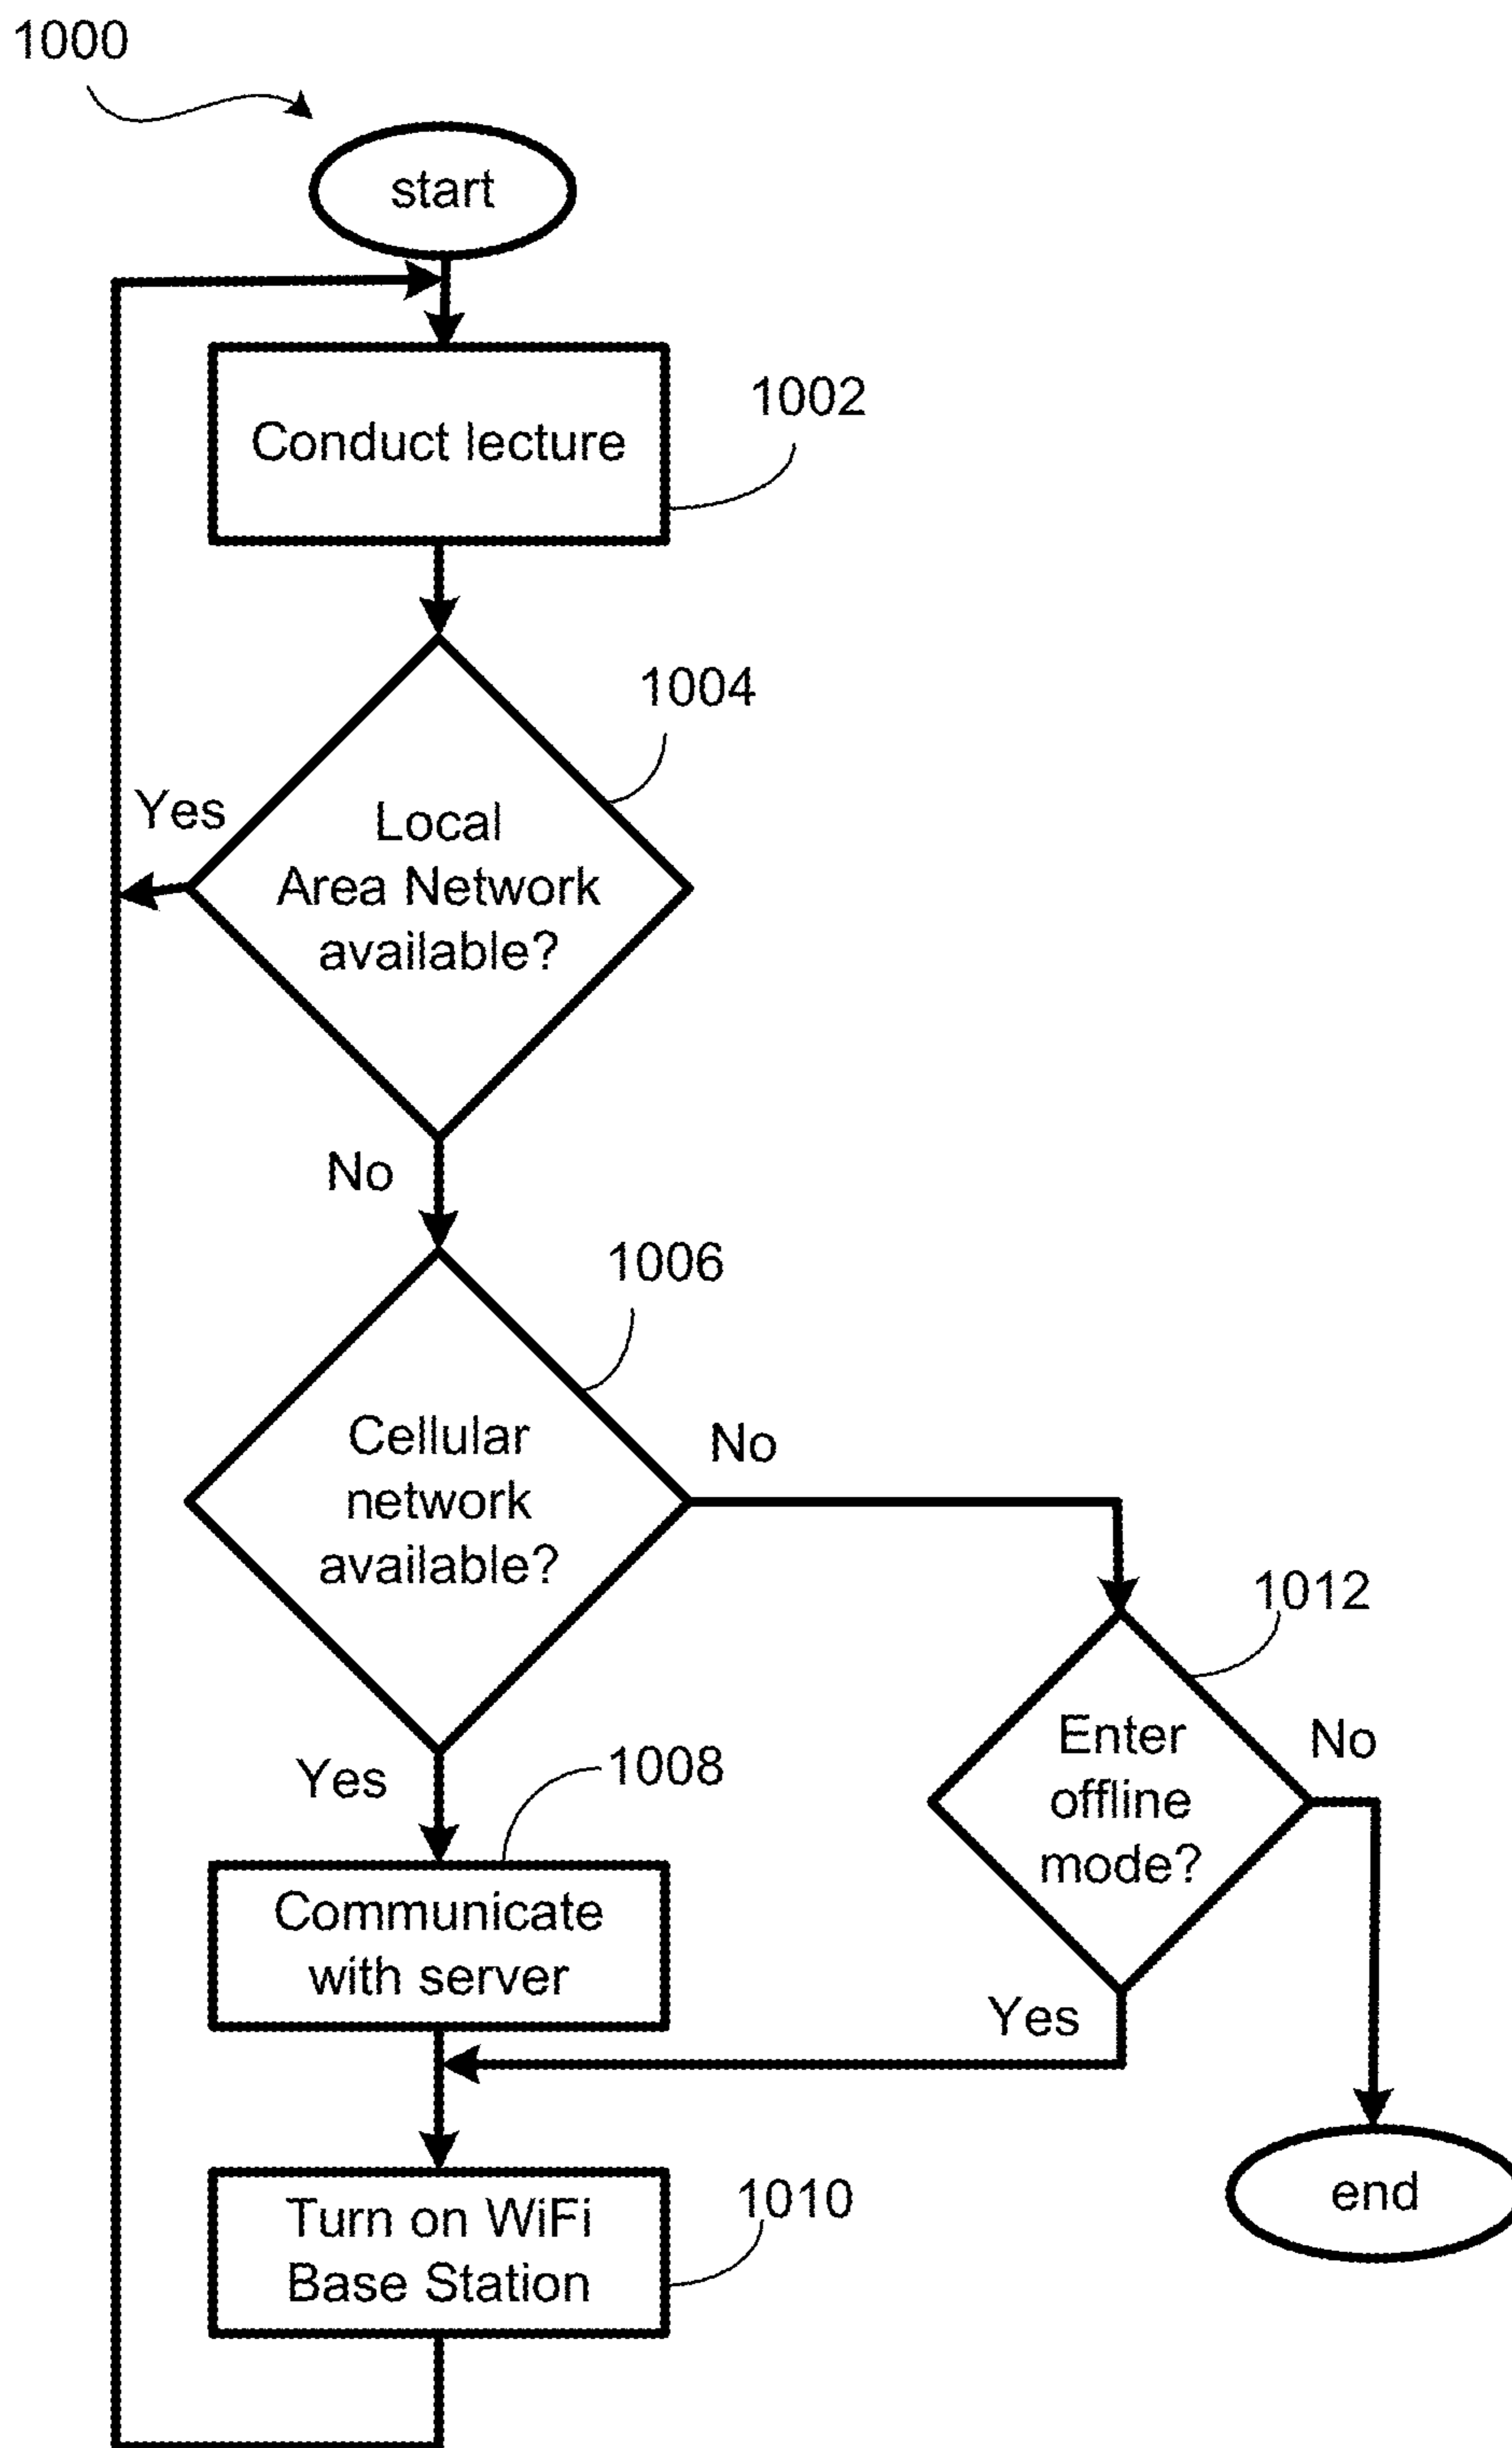 1000
start
1002
Conduct lecture
1004
Yes
Local
Area Network
available?
No
1006
Cellular
network
available?
No
1012
Enter
offline
mode?
No
Yes
1008
Communicate
with server
Yes
1010
Turn on WiFi
Base Station
end